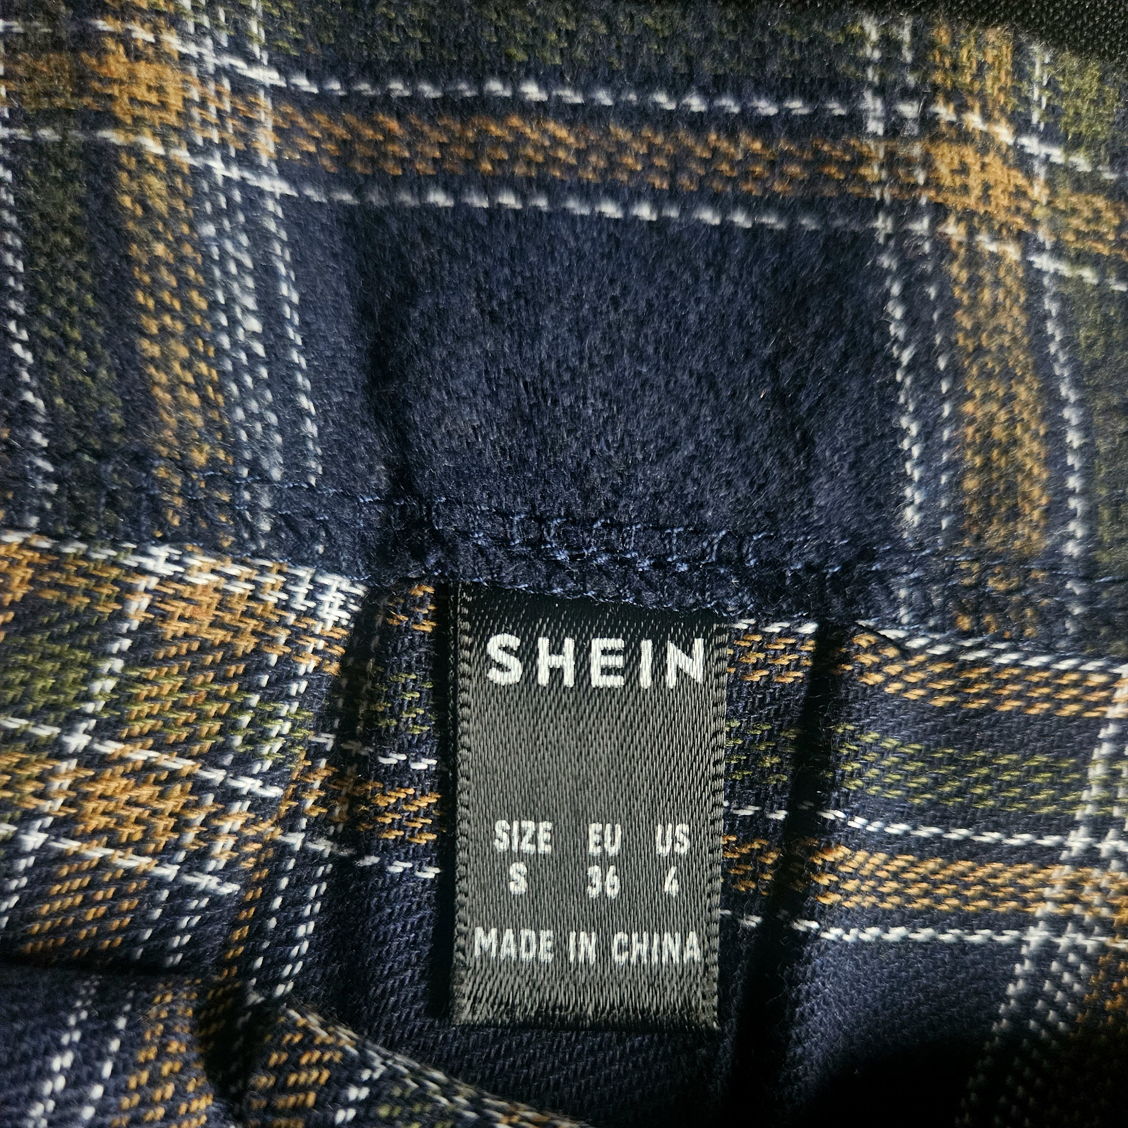 SHEIN
SIZE EU US
S 36 4
MADE IN CHINA